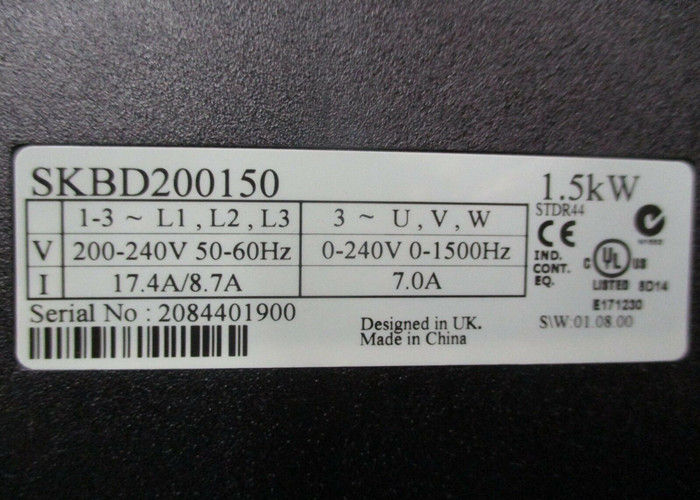 SKBD200150 1.5kW
1-3 ~ L1 , L2 , L3 3 ~ U , V , W
V 200-240V 50-60Hz 0-240V 0-1500Hz
I 17.4A/8.7A 7.0A
Serial No : 2084401900
Designed in UK.
Made in China
STDR44
CE
IND.
CONT.
EQ.
C UL US
LISTED 8D14
E171230
S\W:01.08.00